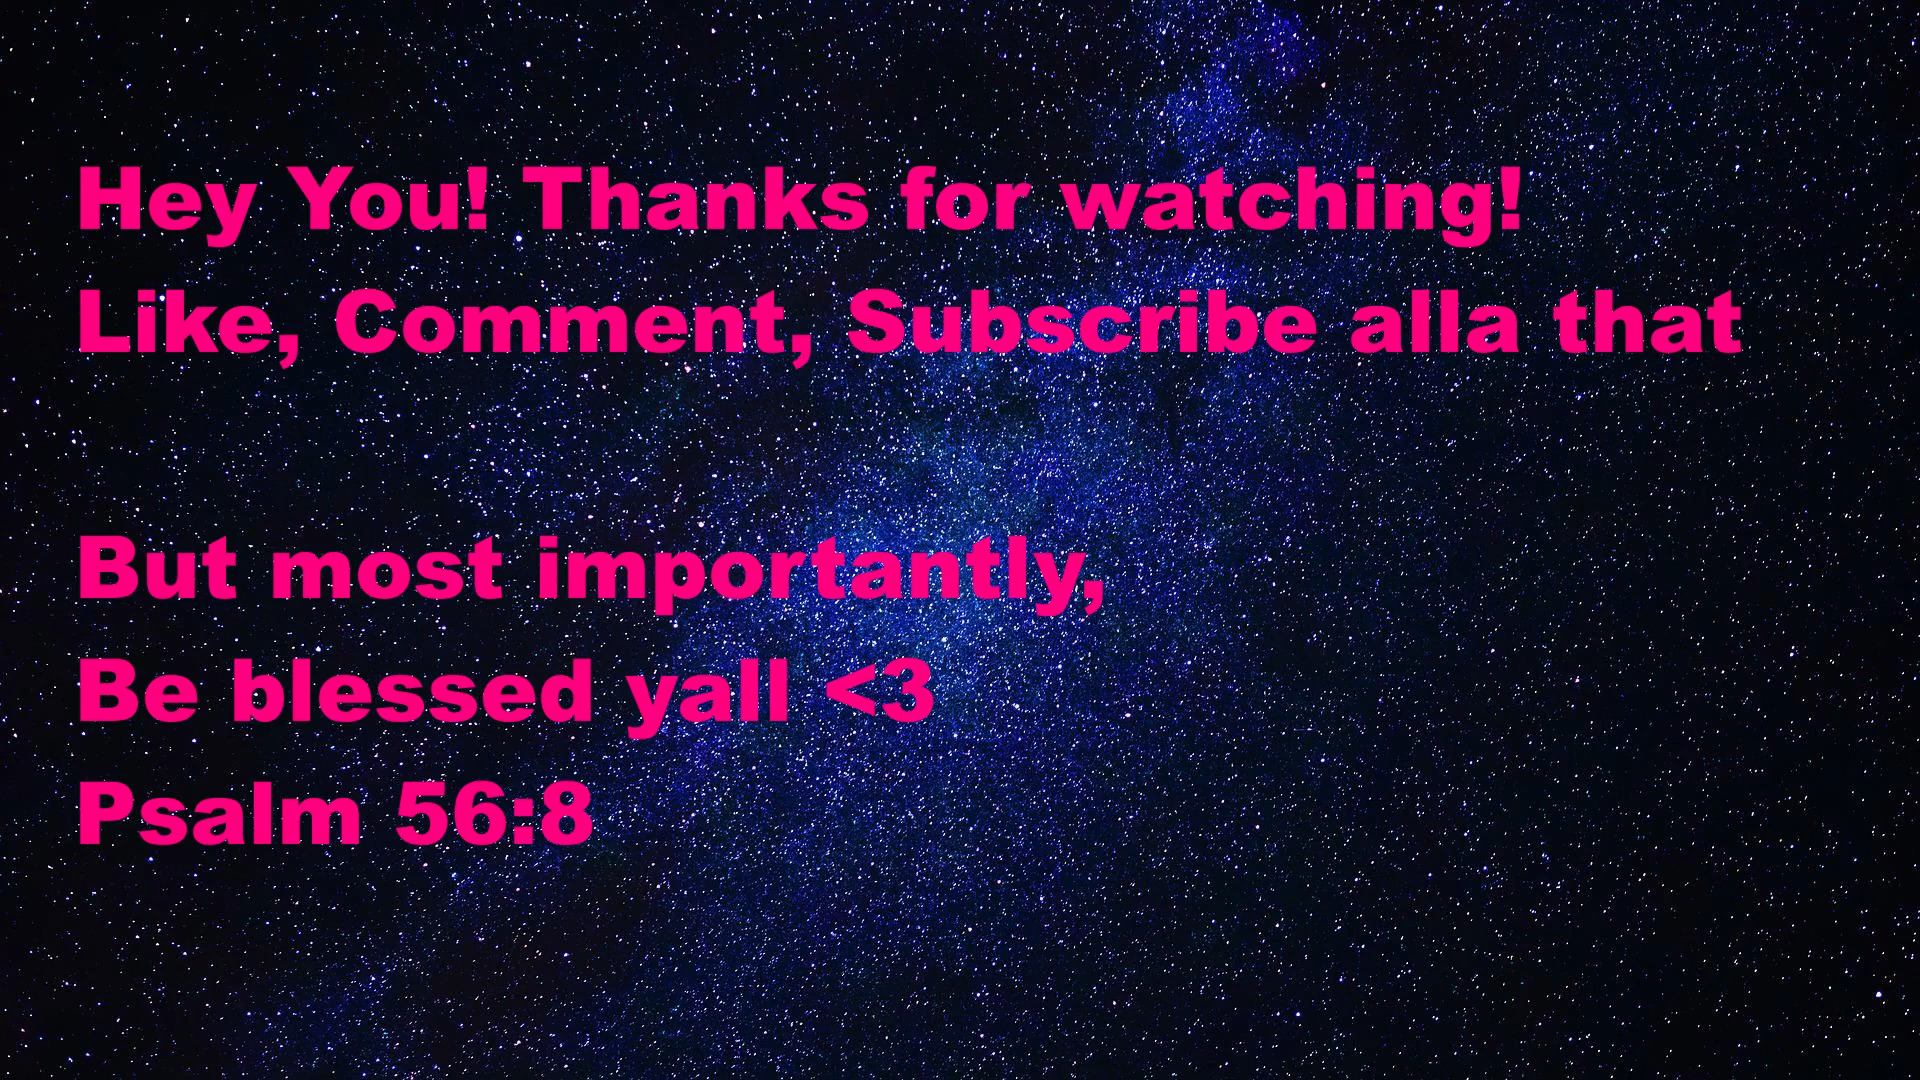 Hey You! Thanks for watching!
Like, Comment, Subscribe alla that
But most importantly,
Be blessed yall <3
Psalm 56:8